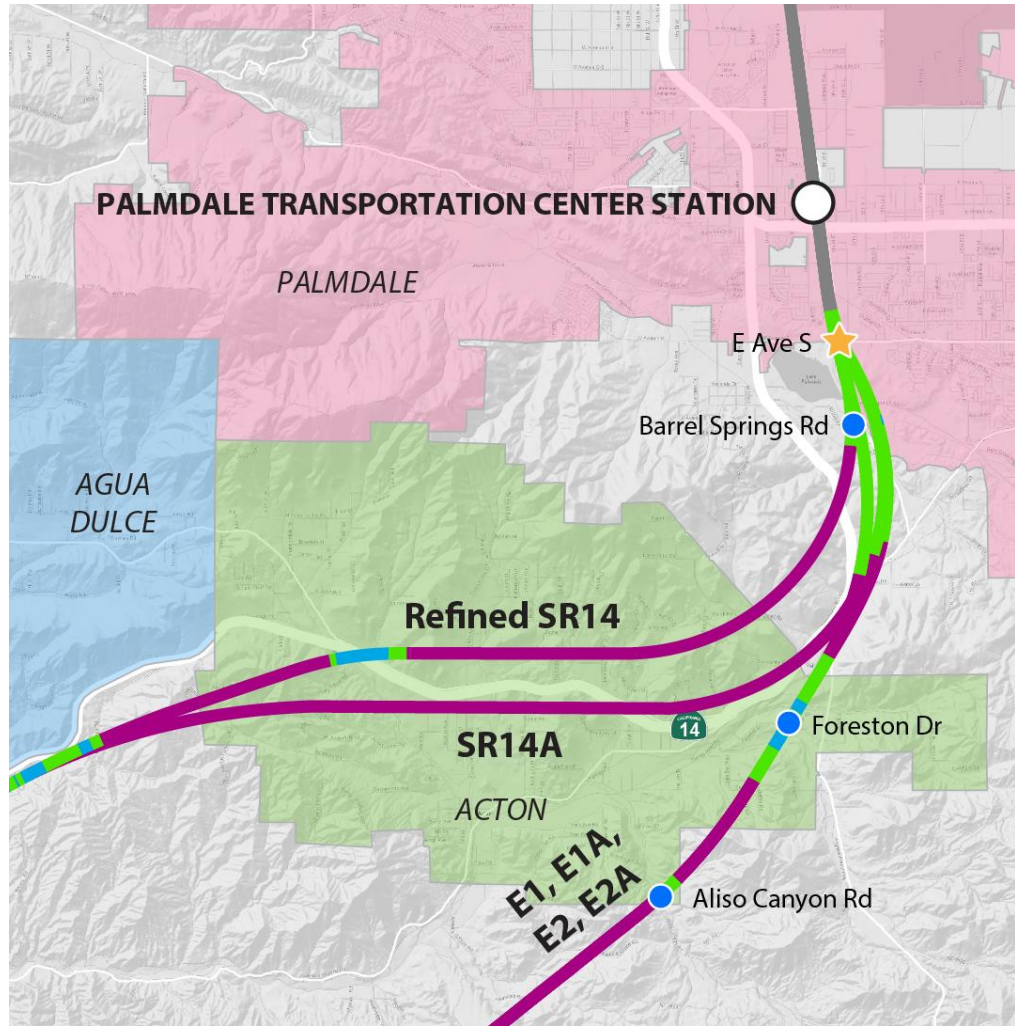 PALMDALE TRANSPORTATION CENTER STATION
PALMDALE
E Ave S
Barrel Springs Rd
AGUA
DULCE
Refined SR14
CALIFORNIA
14
Foreston Dr
SR14A
ACTON
E1, E1A,
E2, E2A
Aliso Canyon Rd